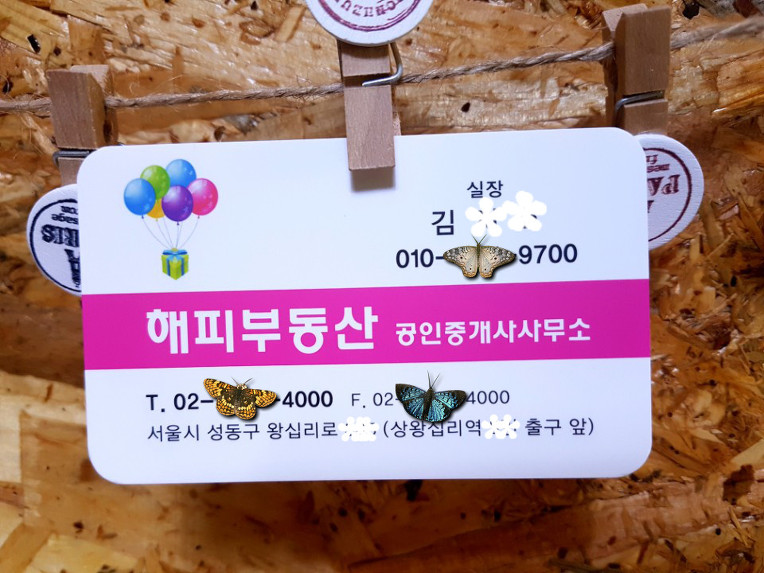 실장
김
010- -9700
해피부동산 공인중개사사무소
T. 02- -4000 F. 02- 4000
서울시 성동구 왕십리로 (상왕십리역 출구 앞)